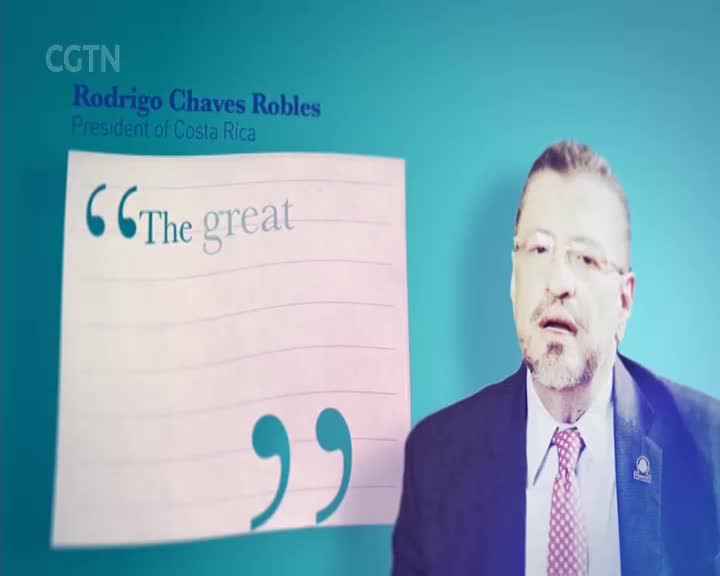 CGTN
Rodrigo Chaves Robles
President of Costa Rica
“The great
”